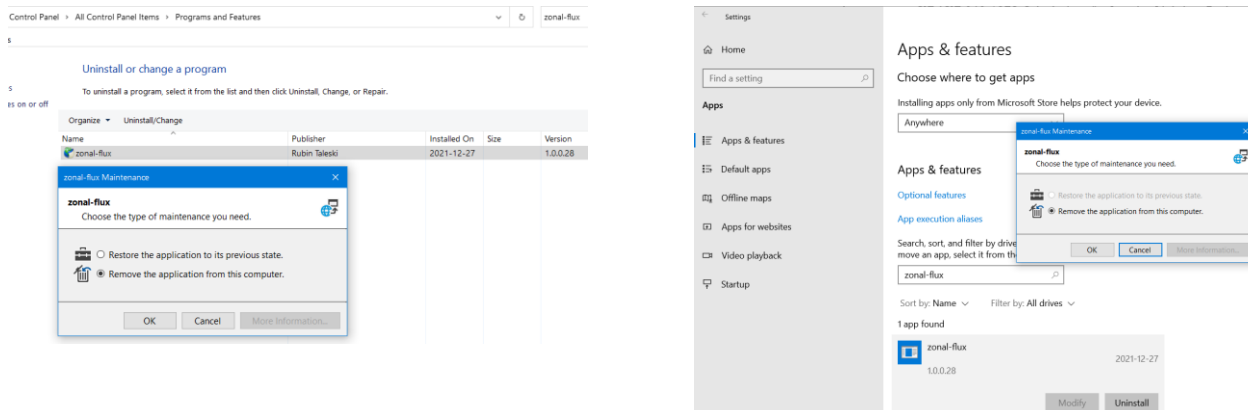 Control Panel > All Control Panel Items > Programs and Features
zonal-flux
s
Uninstall or change a program
s
To uninstall a program, select it from the list and then click Uninstall, Change, or Repair.
es on or off
Organize
Uninstall/Change
Name
Publisher
Installed On
Size
Version
zonal-flux
Rubin Taleski
2021-12-27
1.0.0.28
zonal-flux Maintenance
zonal-flux
Choose the type of maintenance you need.
Restore the application to its previous state.
Remove the application from this computer.
OK
Cancel
More Information...
Settings
Home
Find a setting
Apps
Apps & features
Default apps
Offline maps
Apps for websites
Video playback
Startup
Apps & features
Choose where to get apps
Installing apps only from Microsoft Store helps protect your device.
Anywhere
Apps & features
Optional features
App execution aliases
Search, sort, and filter by drive
move an app, select it from th
zonal-flux
Sort by: Name
Filter by: All drives
1 app found
zonal-flux
2021-12-27
1.0.0.28
Modify
Uninstall
zonal-flux Maintenance
zonal-flux
Choose the type of maintenance you need.
Restore the application to its previous state.
Remove the application from this computer.
OK
Cancel
More Information...